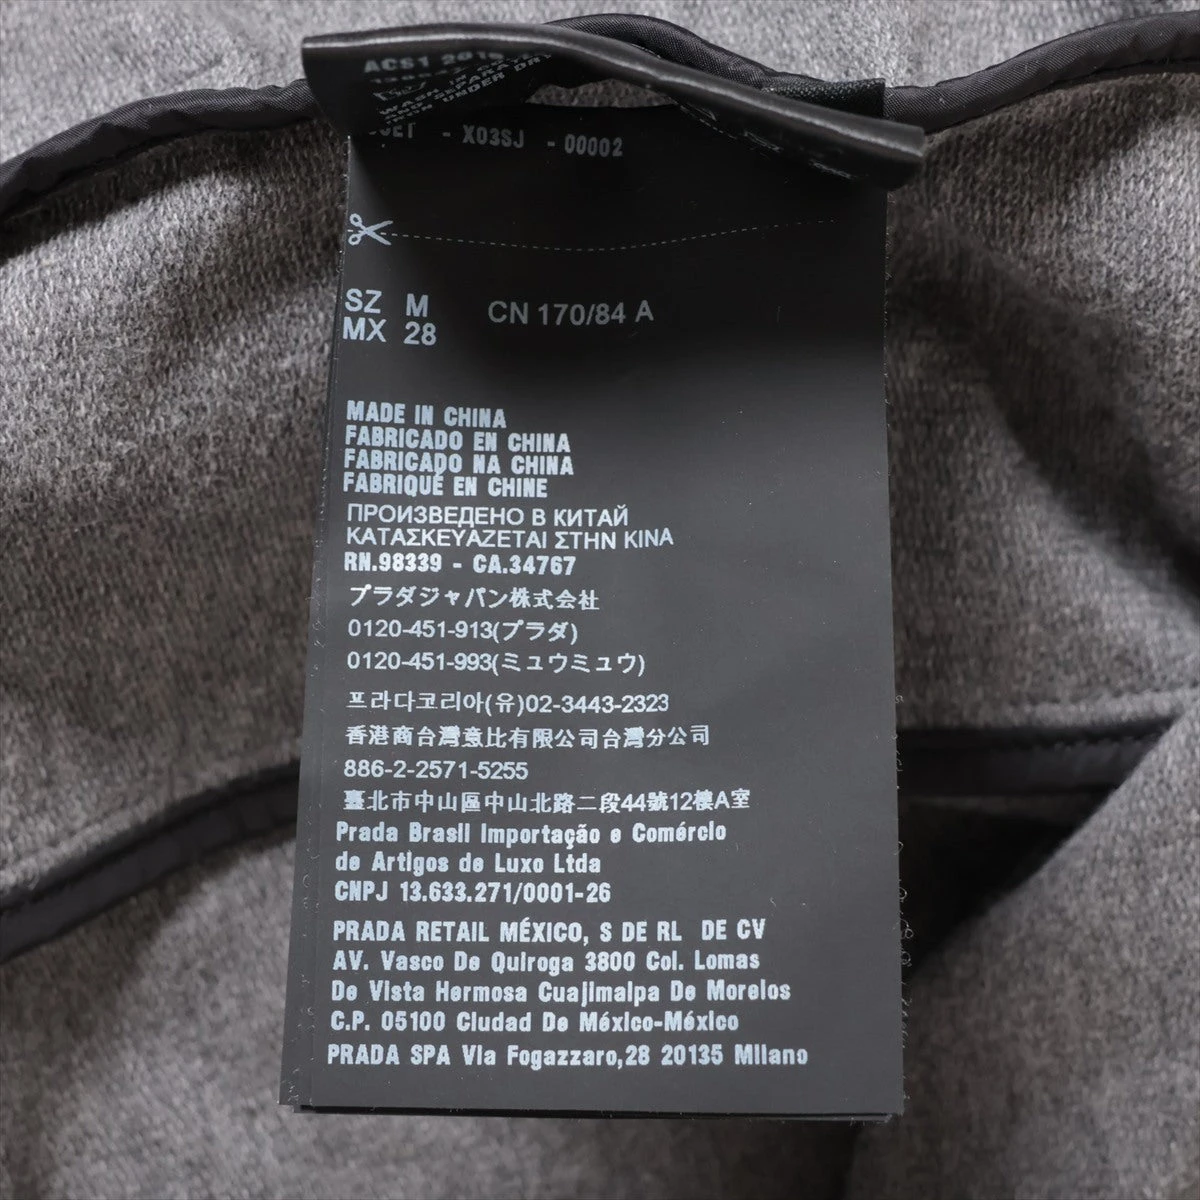 ACS1
WASH
UNDER DRY
- X03SJ - 00002
SZ M CN 170/84 A
MX 28
MADE IN CHINA
FABRICADO EN CHINA
FABRICADO NA CHINA
FABRIQUÉ EN CHINE
ПРОИЗВЕДЕНО В КИТАЙ
ΚΑΤΑΣΚΕΥΑΖΕΤΑΙ ΣΤΗΝ ΚΙΝΑ
RN.98339 - CA.34767
プラダジャパン株式会社
0120-451-913(プラダ)
0120-451-993(ミュウミュウ)
프라다코리아(유)02-3443-2323
香港商台灣意比有限公司台灣分公司
886-2-2571-5255
臺北市中山區中山北路二段44號12樓A室
Prada Brasil Importação e Comércio
de Artigos de Luxo Ltda
CNPJ 13.633.271/0001-26
PRADA RETAIL MÉXICO, S DE RL DE CV
AV. Vasco De Quiroga 3800 Col. Lomas
De Vista Hermosa Cuajimalpa De Morelos
C.P. 05100 Ciudad De México-México
PRADA SPA Via Fogazzaro,28 20135 Milano